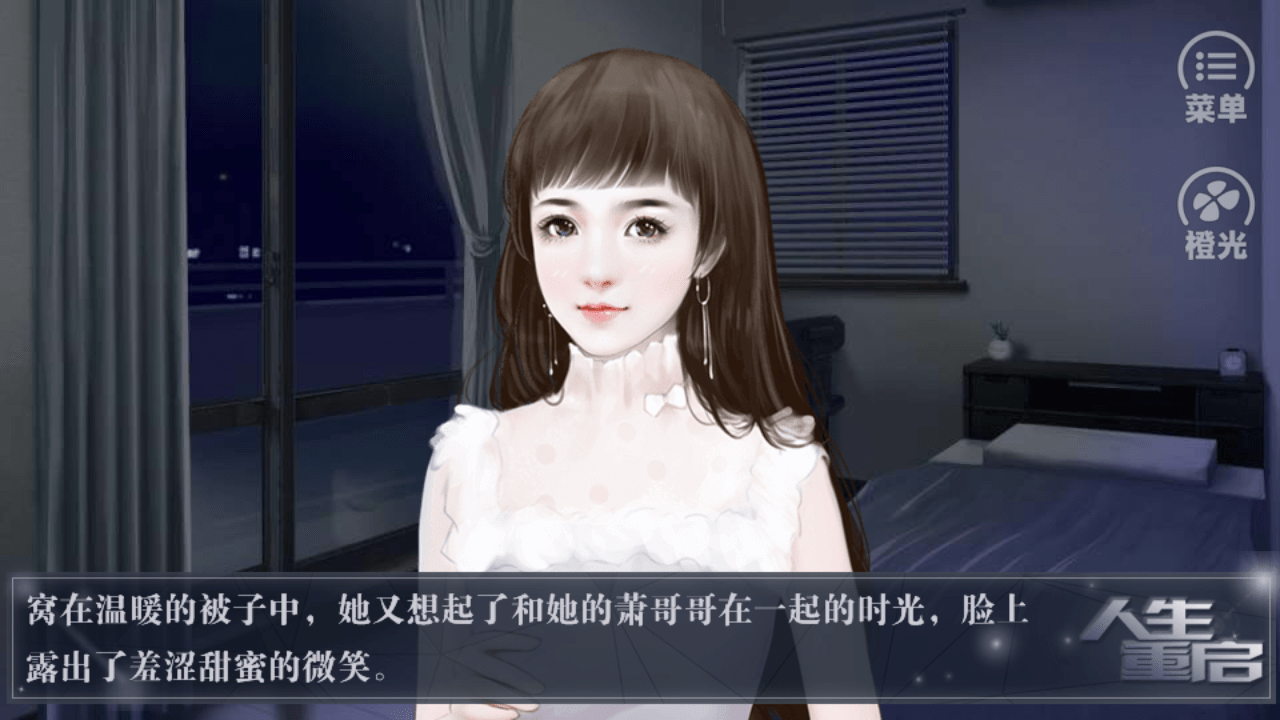 菜单
橙光
窝在温暖的被子中，她又想起了和她的萧哥哥在一起的时光，脸上
露出了羞涩甜蜜的微笑。
人生
重启